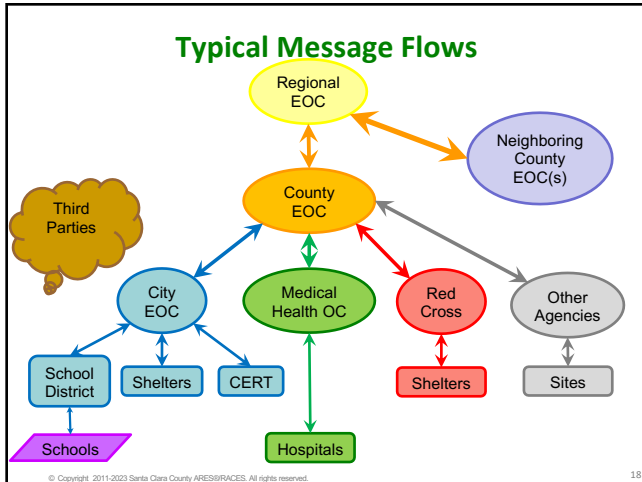 Typical Message Flows
Regional
EOC
Neighboring
County
EOC(s)
County
EOC
Third
Parties
City
EOC
Medical
Health OC
Red
Cross
Other
Agencies
School
District
Shelters
CERT
Shelters
Sites
Schools
Hospitals
© Copyright 2011-2023 Santa Clara County ARES®/RACES. All rights reserved.
18